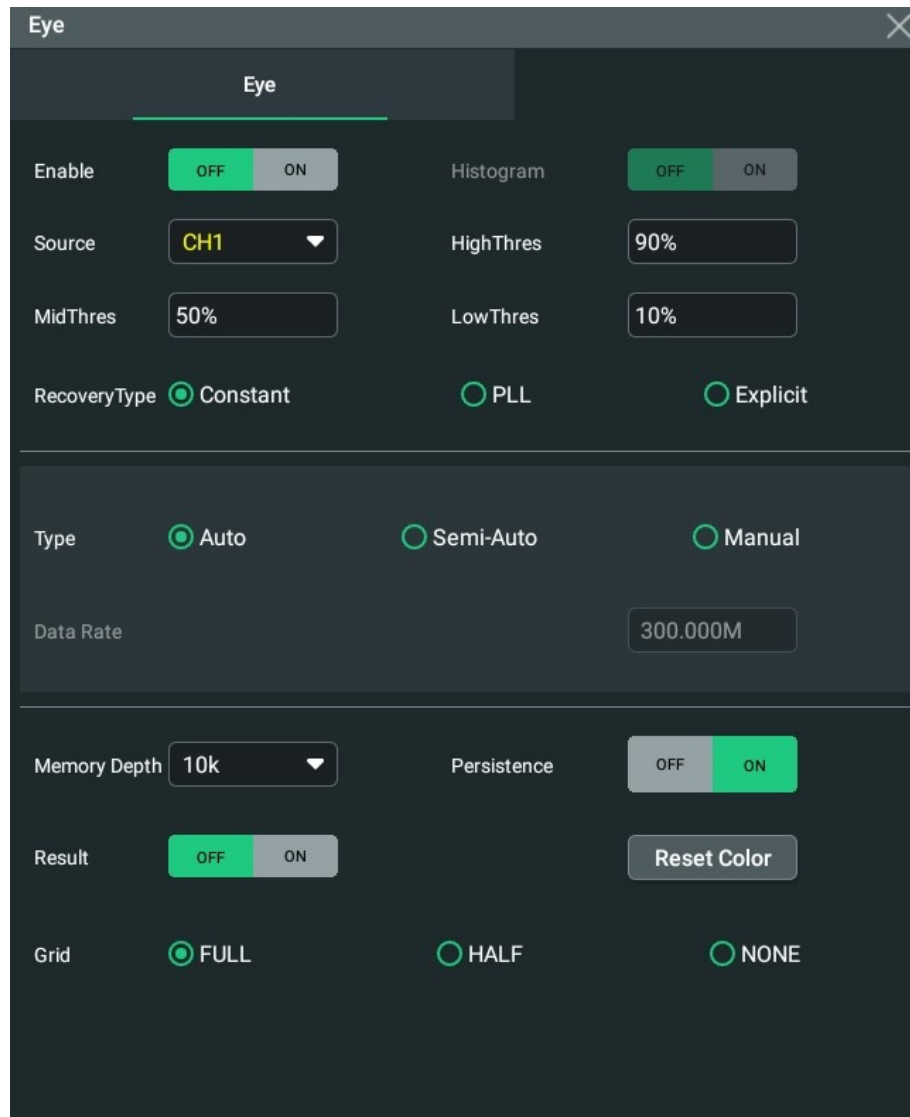 Eye
Eye
Enable OFF ON Histogram OFF ON
Source CH1 HighThres 90%
MidThres 50% LowThres 10%
RecoveryType Constant PLL Explicit
Type Auto Semi-Auto Manual
Data Rate 300.000M
Memory Depth 10k Persistence OFF ON
Result OFF ON Reset Color
Grid FULL HALF NONE